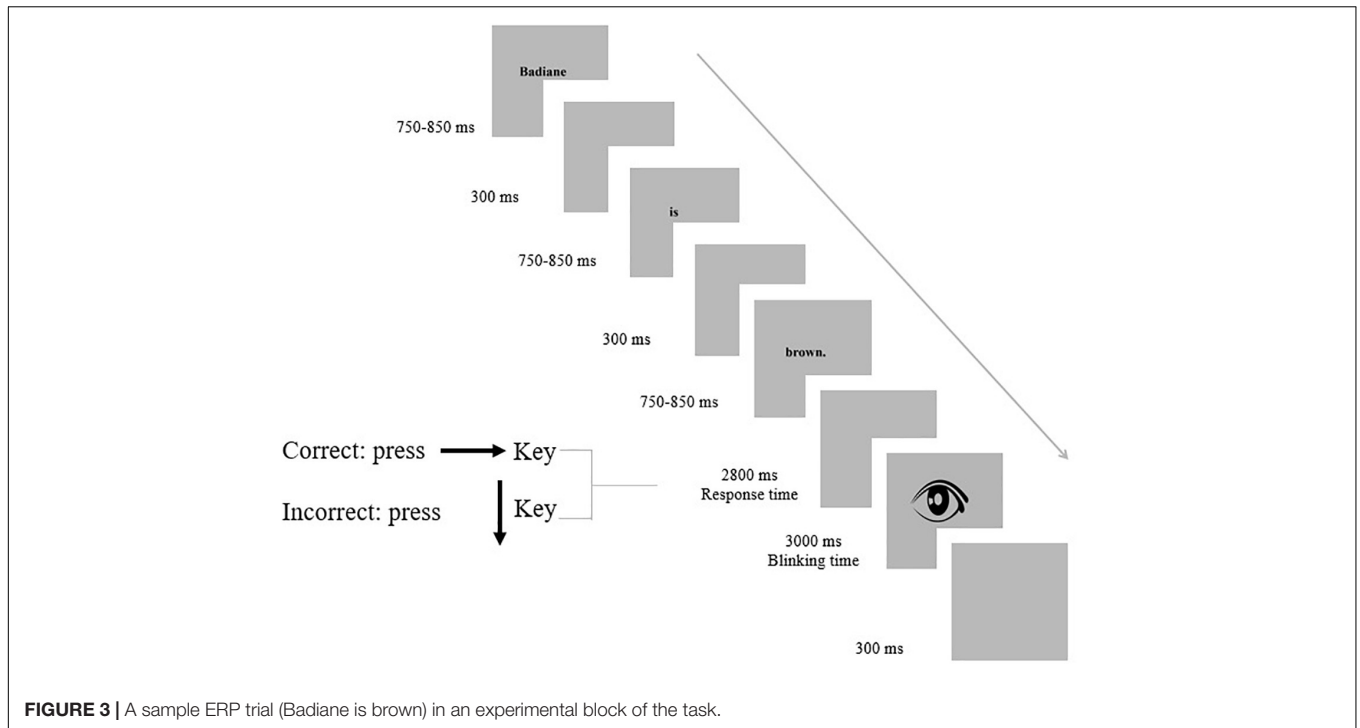 Badiane
750-850 ms
300 ms
is
750-850 ms
300 ms
brown.
750-850 ms
Correct: press Key
Incorrect: press Key
2800 ms
Response time
3000 ms
Blinking time
300 ms
FIGURE 3 | A sample ERP trial (Badiane is brown) in an experimental block of the task.